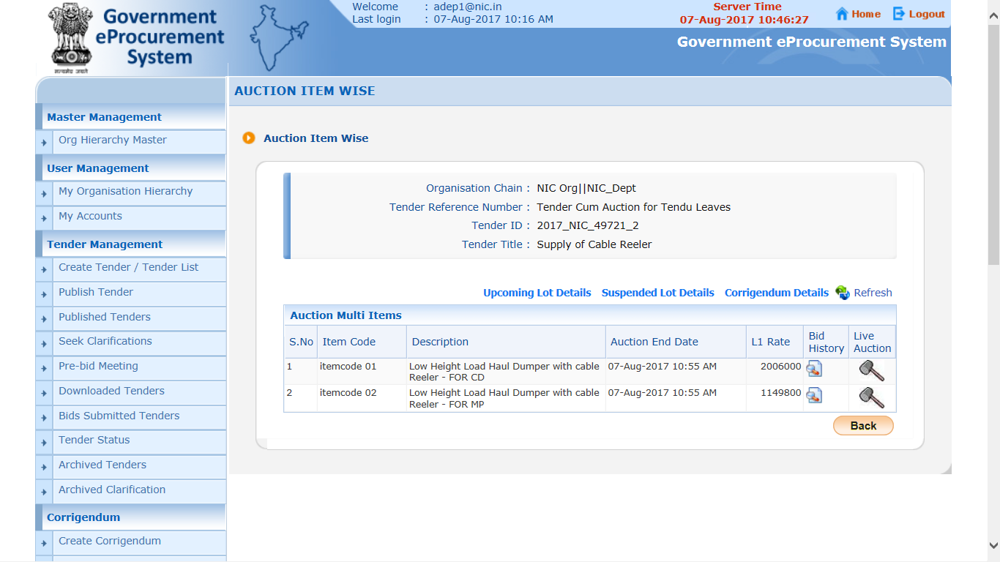 Government
eProcurement
System
सत्यमेव जयते
Welcome : adep1@nic.in
Last login : 07-Aug-2017 10:16 AM
Server Time
07-Aug-2017 10:46:27
Home
Logout
Government eProcurement System
Master Management
Org Hierarchy Master
User Management
My Organisation Hierarchy
My Accounts
Tender Management
Create Tender / Tender List
Publish Tender
Published Tenders
Seek Clarifications
Pre-bid Meeting
Downloaded Tenders
Bids Submitted Tenders
Tender Status
Archived Tenders
Archived Clarification
Corrigendum
Create Corrigendum
AUCTION ITEM WISE
Auction Item Wise
Organisation Chain : NIC Org||NIC_Dept
Tender Reference Number : Tender Cum Auction for Tendu Leaves
Tender ID : 2017_NIC_49721_2
Tender Title : Supply of Cable Reeler
Upcoming Lot Details Suspended Lot Details Corrigendum Details Refresh
Auction Multi Items
S.No Item Code Description Auction End Date L1 Rate Bid History Live Auction
1 itemcode 01 Low Height Load Haul Dumper with cable 07-Aug-2017 10:55 AM 2006000
Reeler - FOR CD
2 itemcode 02 Low Height Load Haul Dumper with cable 07-Aug-2017 10:55 AM 1149800
Reeler - FOR MP
Back